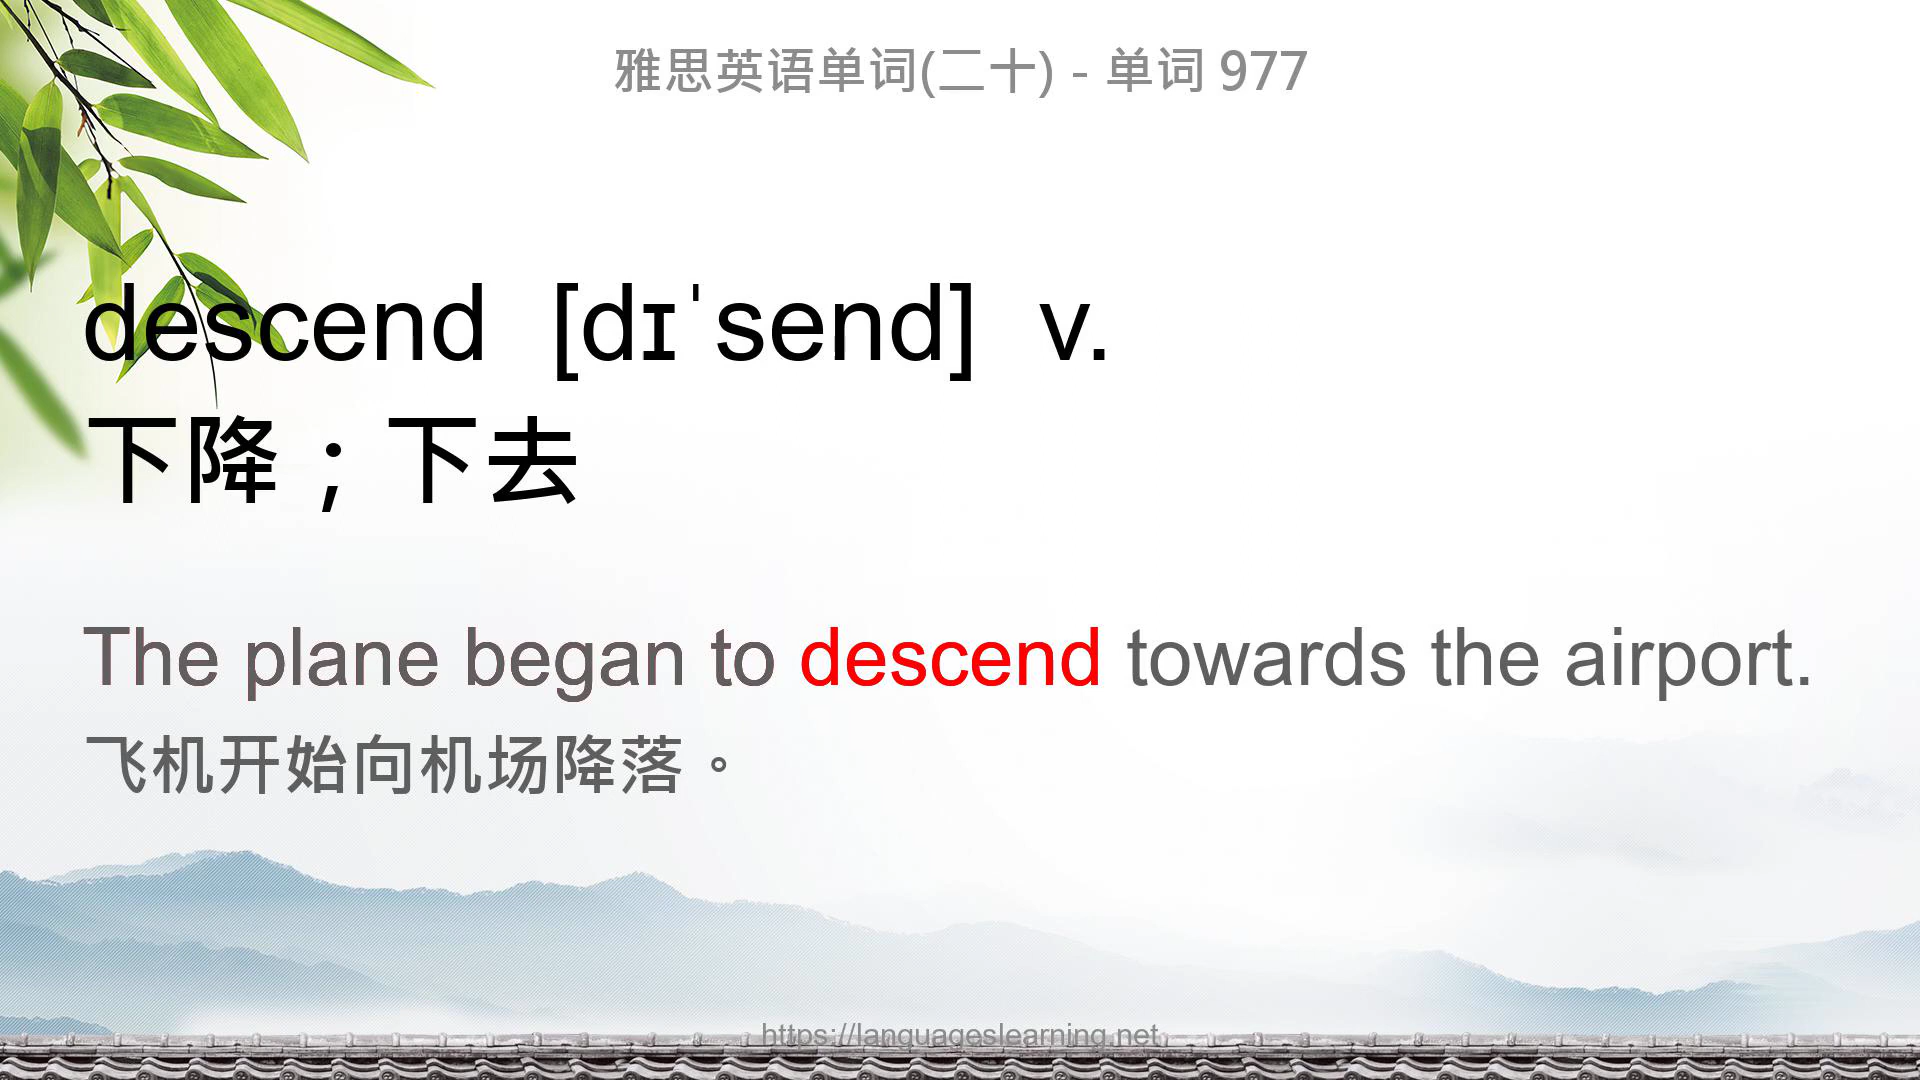 雅思英语单词(二十) - 单词 977
descend [dɪˈsend] v.
下降；下去
The plane began to descend towards the airport.
飞机开始向机场降落。
https://languageslearning.net